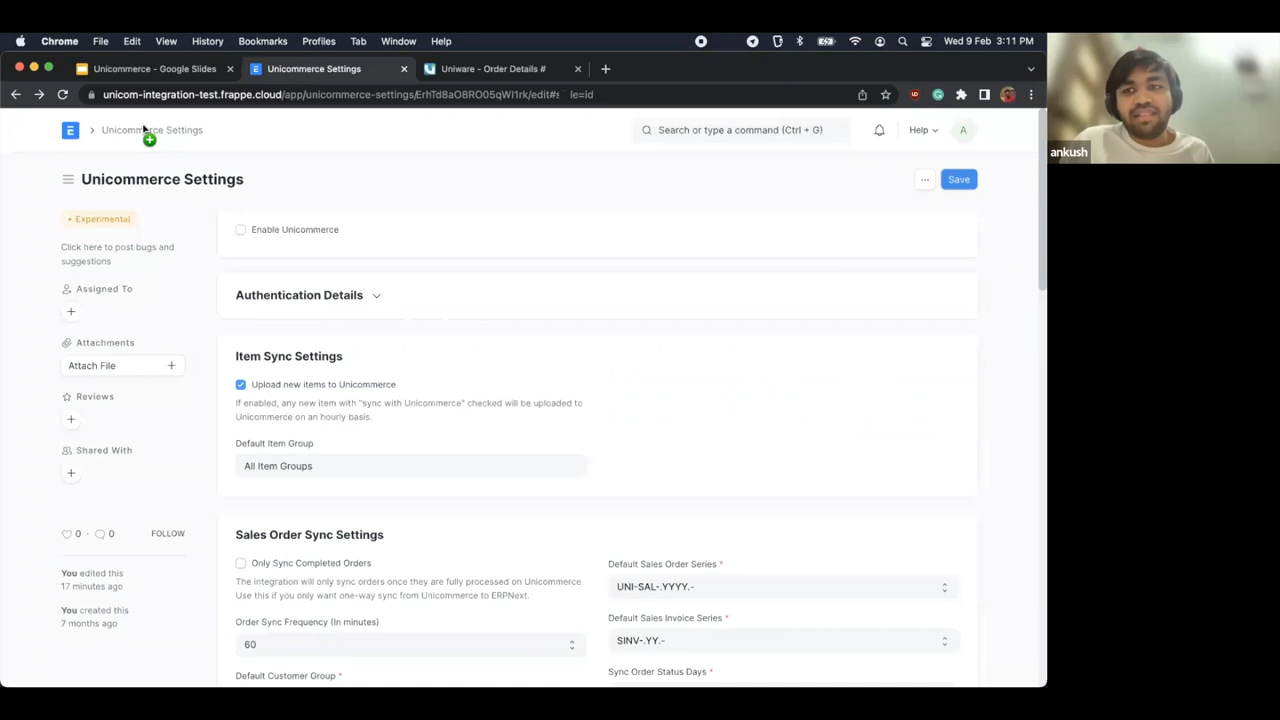 Chrome File Edit View History Bookmarks Profiles Tab Window Help Wed 9 Feb 3:11 PM
Unicommerce - Google Slides Unicommerce Settings Uniware - Order Details #
unicom-integration-test.frappe.cloud/app/unicommerce-settings/ErhTd8aO8RO05qWI1rk/edit#s le=id
E Unicommerce Settings Search or type a command (Ctrl + G) Help A
ankush
Unicommerce Settings ... Save
Experimental
Click here to post bugs and
suggestions
Assigned To
Attachments
Attach File
Reviews
Shared With
0 · 0 FOLLOW
You edited this
17 minutes ago
You created this
7 months ago
Enable Unicommerce
Authentication Details
Item Sync Settings
Upload new items to Unicommerce
If enabled, any new item with "sync with Unicommerce" checked will be uploaded to
Unicommerce on an hourly basis.
Default Item Group
All Item Groups
Sales Order Sync Settings
Only Sync Completed Orders
The integration will only sync orders once they are fully processed on Unicommerce.
Use this if you only want one-way sync from Unicommerce to ERPNext.
Order Sync Frequency (In minutes)
60
Default Customer Group *
Default Sales Order Series *
UNI-SAL-.YYYY.-
Default Sales Invoice Series *
SINV-.YY.-
Sync Order Status Days *